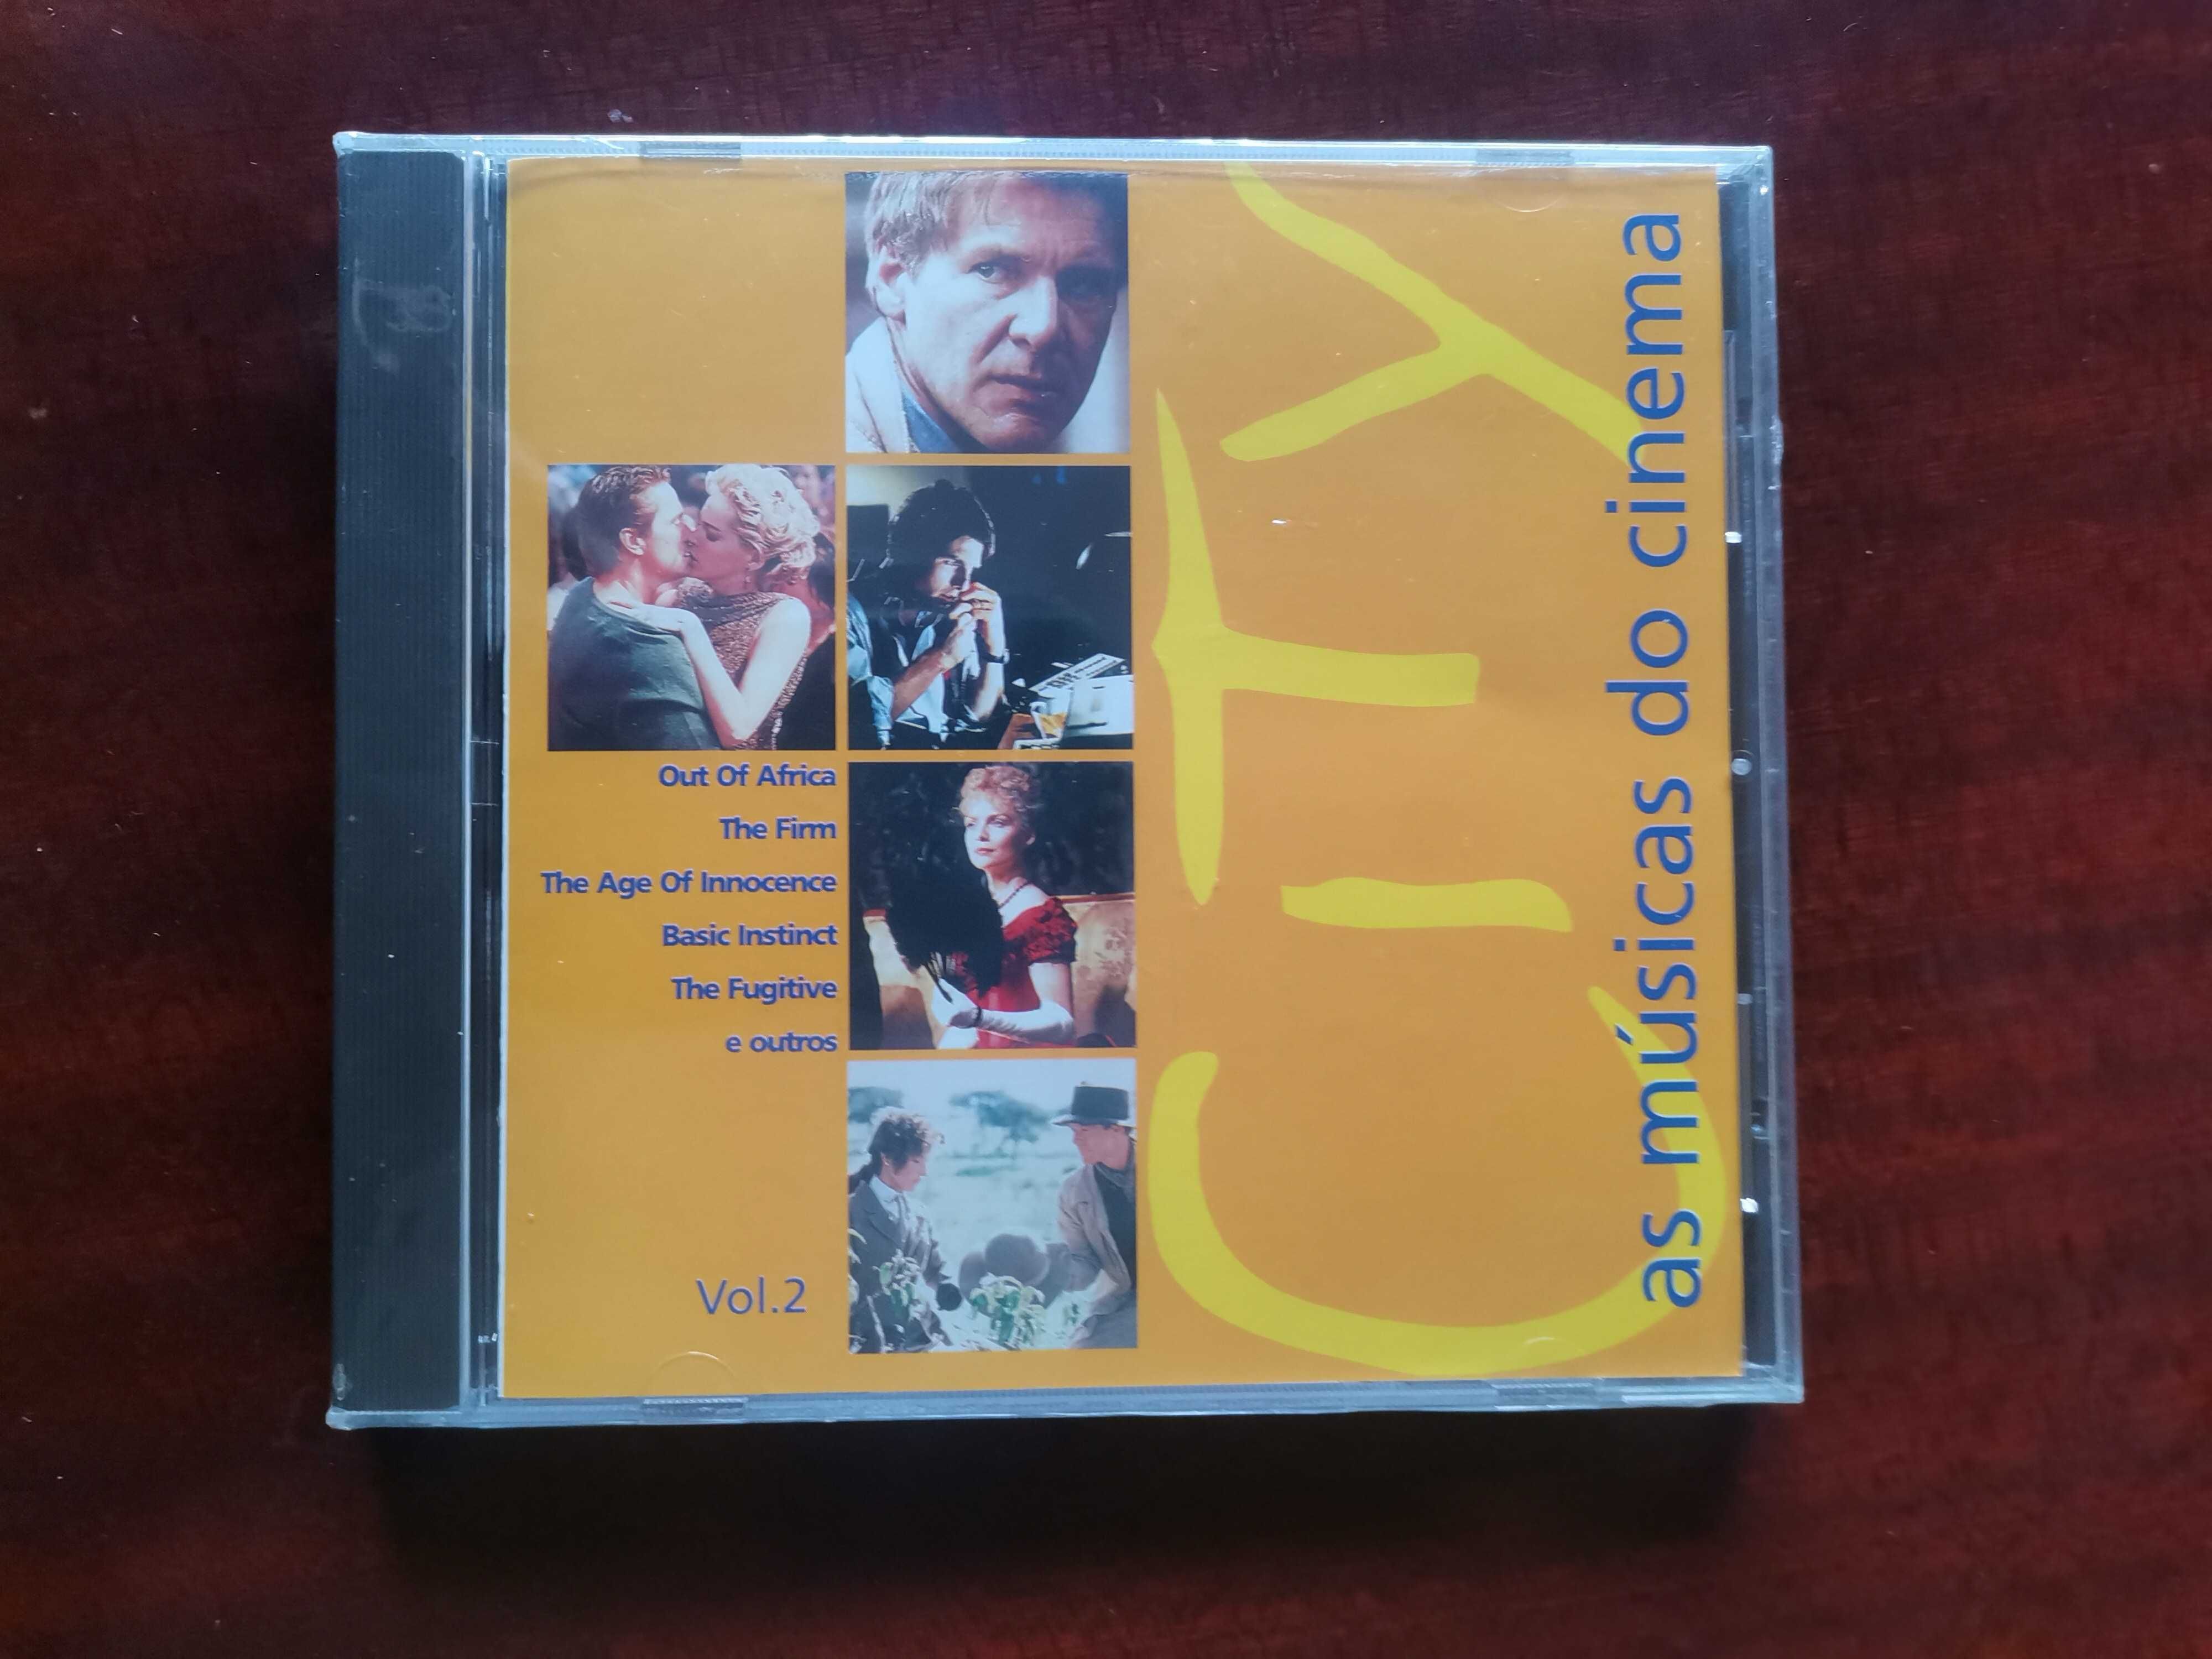 Out Of Africa
The Firm
The Age Of Innocence
Basic Instinct
The Fugitive
e outros
Vol.2
CITY
as músicas do cinema